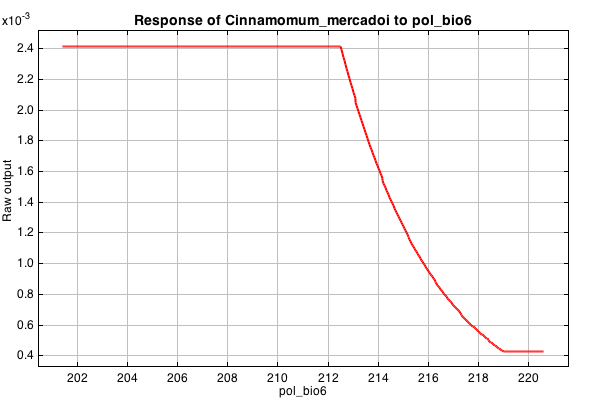 Response of Cinnamomum_mercadoi to pol_bio6
x10⁻³
Raw output
2.4
2.2
2.0
1.8
1.6
1.4
1.2
1.0
0.8
0.6
0.4
202 204 206 208 210 212 214 216 218 220
pol_bio6